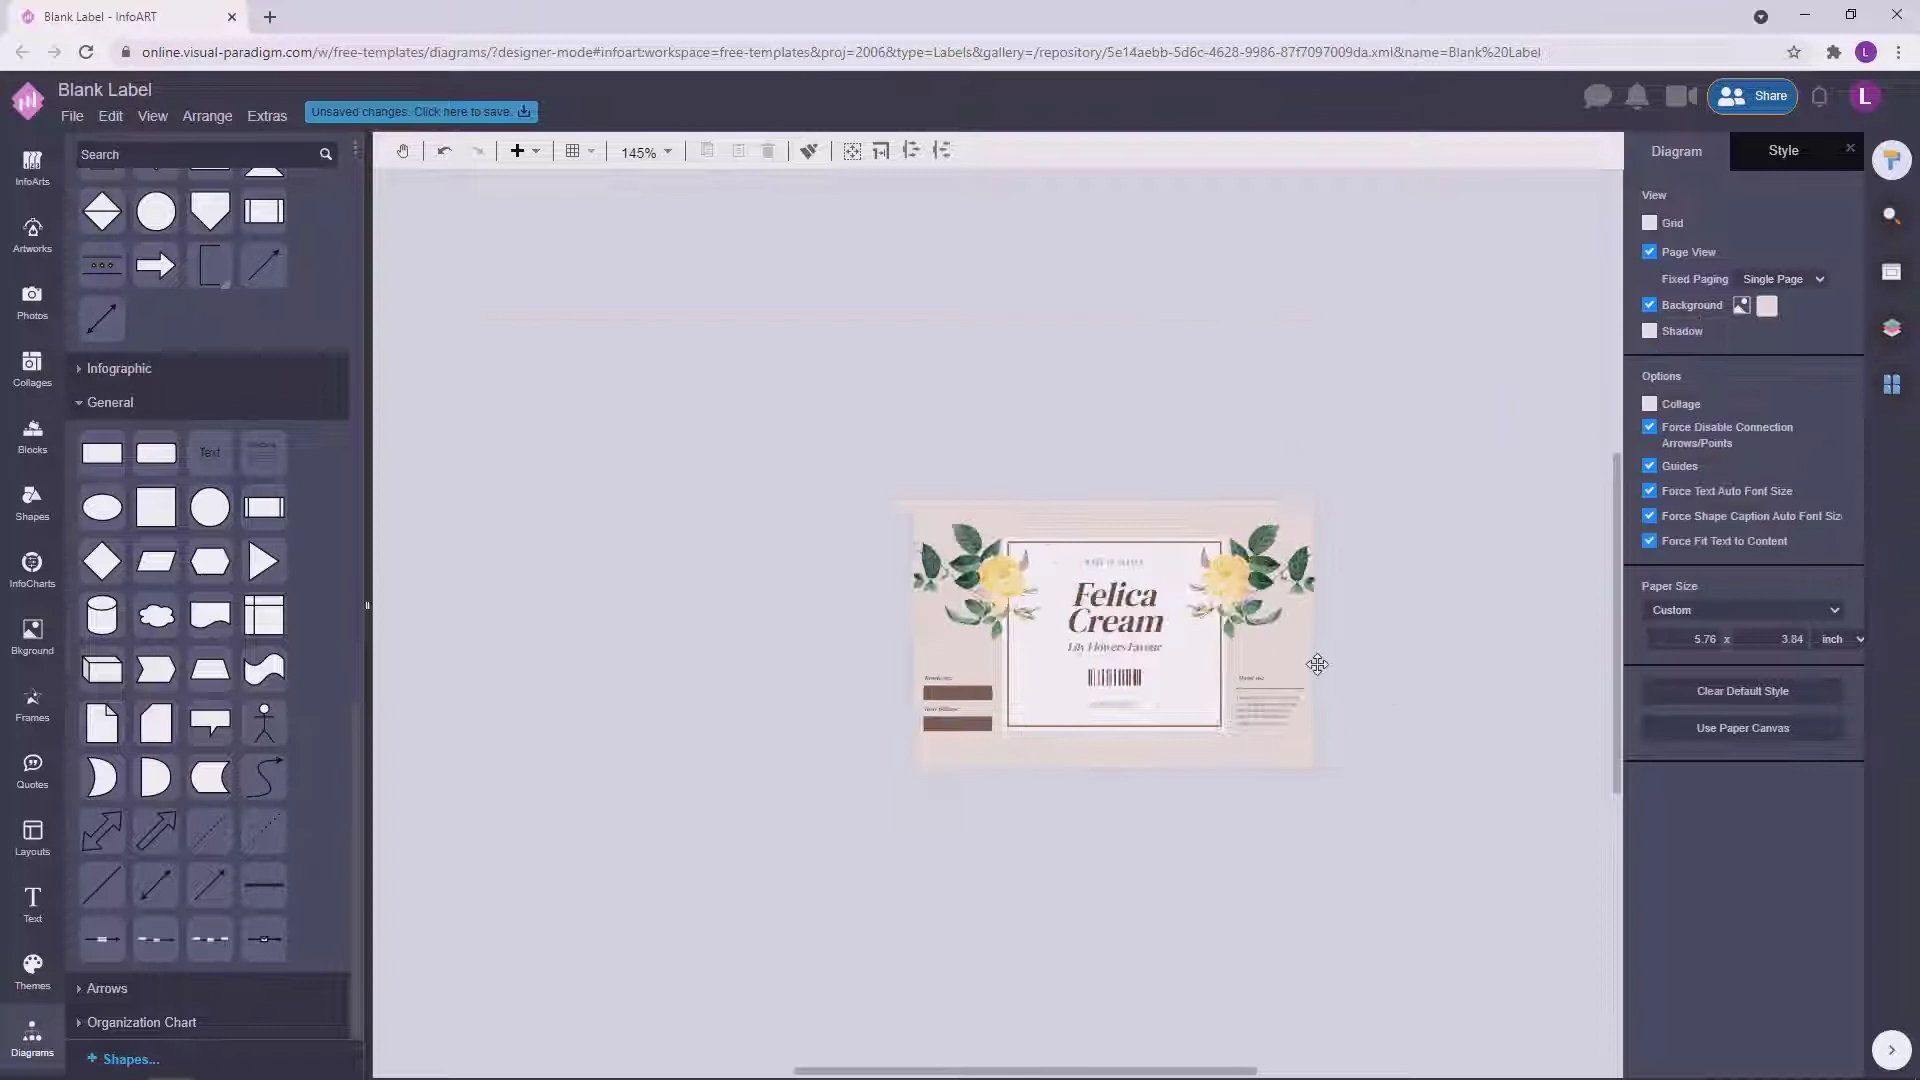 Blank Label - InfoART
online.visual-paradigm.com/w/free-templates/diagrams/?designer-mode#infoart:workspace=free-templates&proj=2006&type=Labels&gallery=/repository/5e14aebb-5d6c-4628-9986-87f7097009da.xml&name=Blank%20Label
L
Blank Label
File Edit View Arrange Extras
Unsaved changes. Click here to save.
Share
L
Search
145%
InfoArts
Artworks
Photos
Collages
Blocks
Shapes
InfoCharts
Bkground
Frames
Quotes
Layouts
Text
Themes
Diagrams
Infographic
General
Text
Arrows
Organization Chart
+ Shapes...
Felica
Cream
Lily Flowers Favour
Diagram
Style
View
Grid
Page View
Fixed Paging Single Page
Background
Shadow
Options
Collage
Force Disable Connection
Arrows/Points
Guides
Force Text Auto Font Size
Force Shape Caption Auto Font Siz
Force Fit Text to Content
Paper Size
Custom
5.76 x 3.84 inch
Clear Default Style
Use Paper Canvas